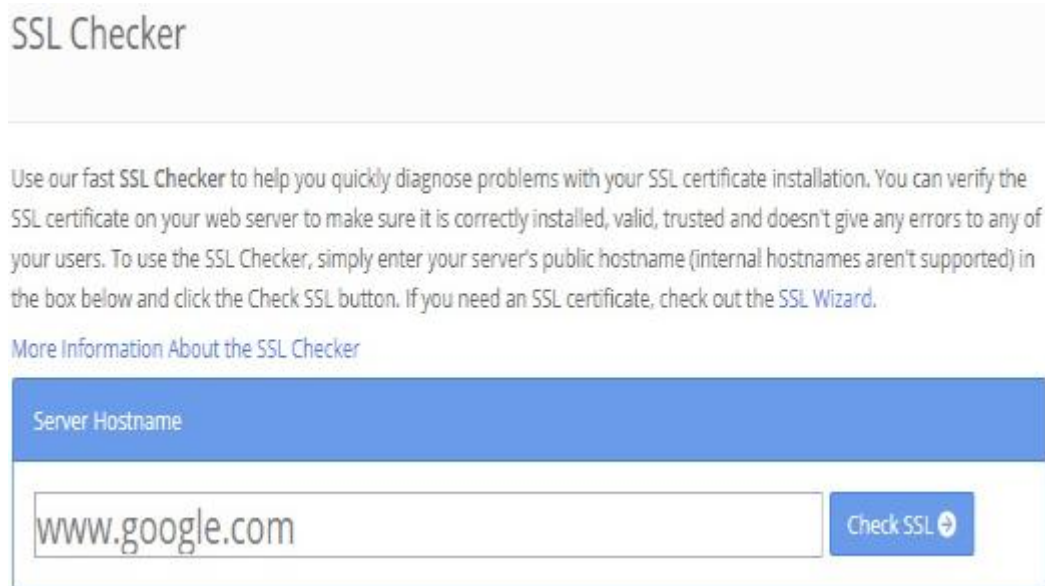 SSL Checker
Use our fast SSL Checker to help you quickly diagnose problems with your SSL certificate installation. You can verify the
SSL certificate on your web server to make sure it is correctly installed, valid, trusted and doesn't give any errors to any of
your users. To use the SSL Checker, simply enter your server's public hostname (internal hostnames aren't supported) in
the box below and click the Check SSL button. If you need an SSL certificate, check out the SSL Wizard.
More Information About the SSL Checker
Server Hostname
www.google.com
Check SSL